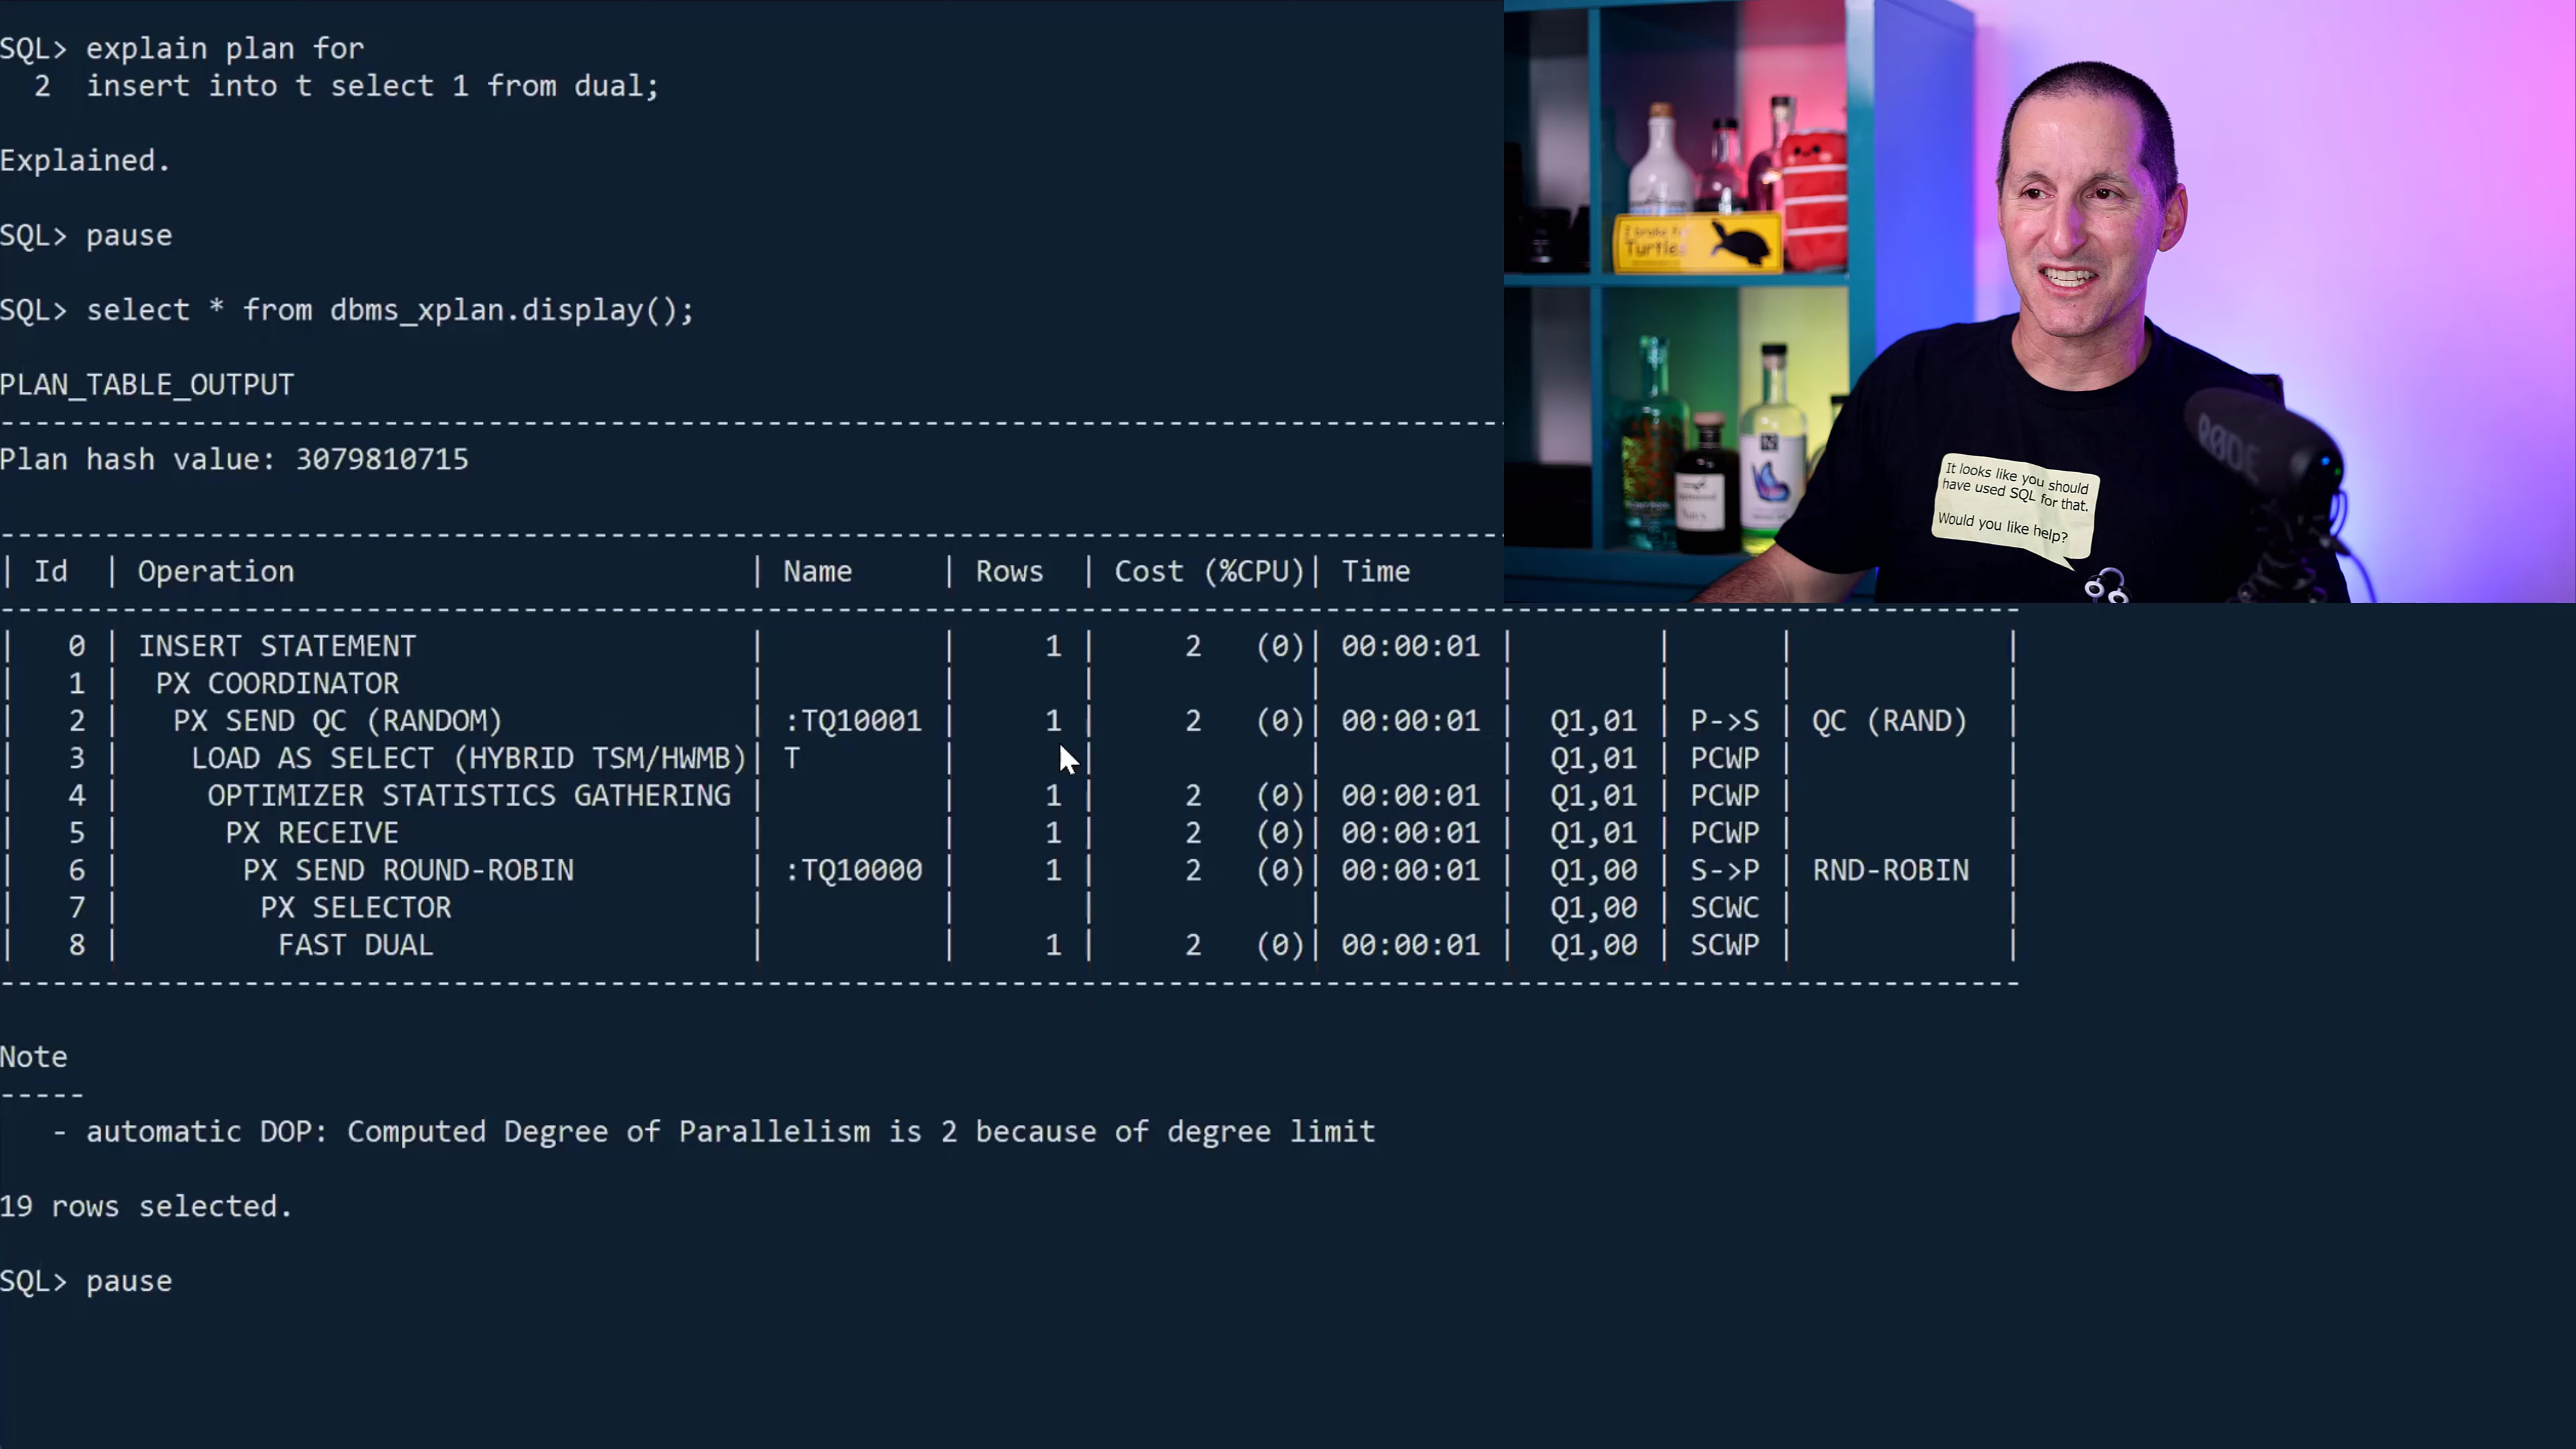 SQL> explain plan for
  2  insert into t select 1 from dual;
Explained.
SQL> pause
SQL> select * from dbms_xplan.display();
PLAN_TABLE_OUTPUT
Plan hash value: 3079810715
| Id  | Operation                          | Name     | Rows  | Cost (%CPU)| Time
|   0 | INSERT STATEMENT                   |          |     1 |     2   (0)| 00:00:01 |        |      |            |
|   1 |  PX COORDINATOR                    |          |       |            |          |        |      |            |
|   2 |   PX SEND QC (RANDOM)              | :TQ10001 |     1 |     2   (0)| 00:00:01 |  Q1,01 | P->S | QC (RAND)  |
|   3 |    LOAD AS SELECT (HYBRID TSM/HWMB)| T        |       |            |          |  Q1,01 | PCWP |            |
|   4 |     OPTIMIZER STATISTICS GATHERING |          |     1 |     2   (0)| 00:00:01 |  Q1,01 | PCWP |            |
|   5 |      PX RECEIVE                    |          |     1 |     2   (0)| 00:00:01 |  Q1,01 | PCWP |            |
|   6 |       PX SEND ROUND-ROBIN          | :TQ10000 |     1 |     2   (0)| 00:00:01 |  Q1,00 | S->P | RND-ROBIN  |
|   7 |        PX SELECTOR                 |          |       |            |          |  Q1,00 | SCWC |            |
|   8 |         FAST DUAL                  |          |     1 |     2   (0)| 00:00:01 |  Q1,00 | SCWP |            |
Note
-----
   - automatic DOP: Computed Degree of Parallelism is 2 because of degree limit
19 rows selected.
SQL> pause
Turtles
It looks like you should
have used SQL for that.
Would you like help?
RØDE